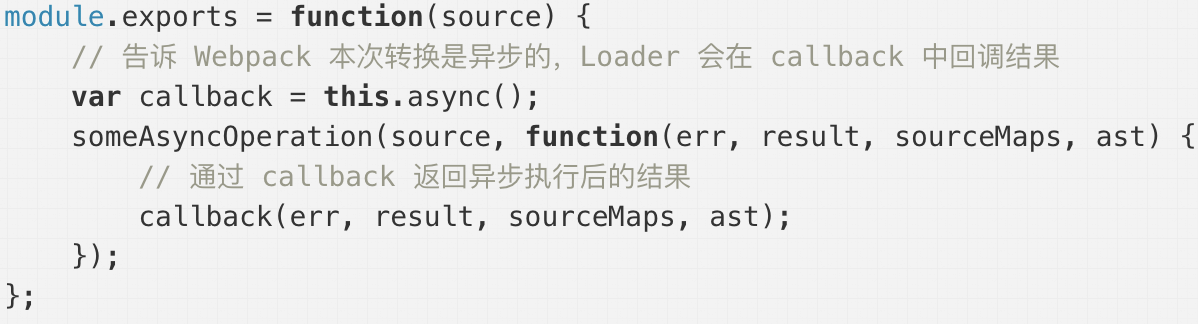 module.exports = function(source) {
    // 告诉 Webpack 本次转换是异步的，Loader 会在 callback 中回调结果
    var callback = this.async();
    someAsyncOperation(source, function(err, result, sourceMaps, ast) {
        // 通过 callback 返回异步执行后的结果
        callback(err, result, sourceMaps, ast);
    });
};